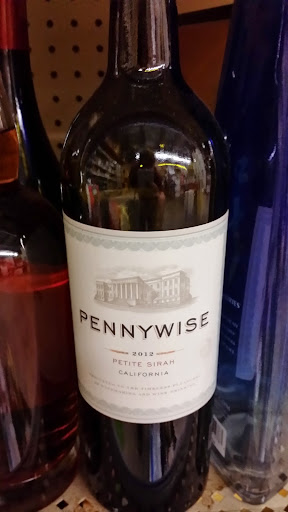 PENNYWISE
2012
PETITE SIRAH
CALIFORNIA